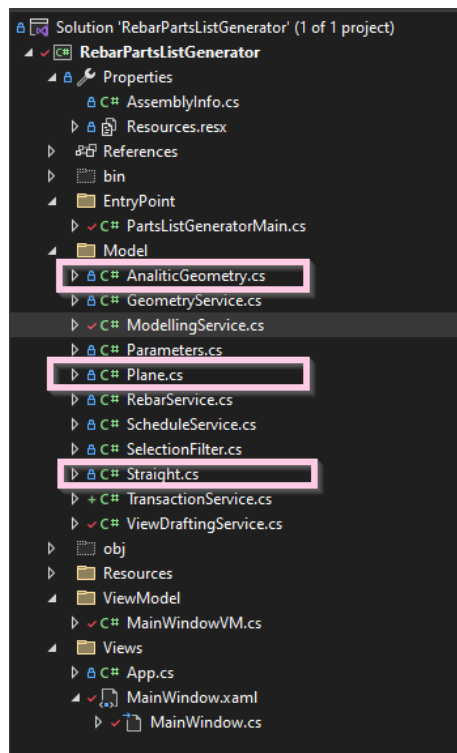 Solution 'RebarPartsListGenerator' (1 of 1 project)
C# RebarPartsListGenerator
Properties
C# AssemblyInfo.cs
Resources.resx
References
bin
EntryPoint
C# PartsListGeneratorMain.cs
Model
C# AnaliticGeometry.cs
C# GeometryService.cs
C# ModellingService.cs
C# Parameters.cs
C# Plane.cs
C# RebarService.cs
C# ScheduleService.cs
C# SelectionFilter.cs
C# Straight.cs
+ C# TransactionService.cs
C# ViewDraftingService.cs
obj
Resources
ViewModel
C# MainWindowVM.cs
Views
C# App.cs
MainWindow.xaml
MainWindow.cs